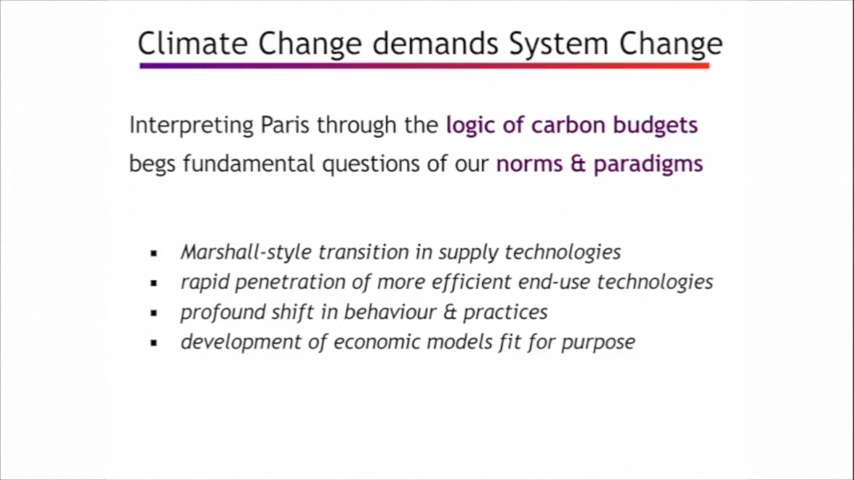 Climate Change demands System Change
Interpreting Paris through the logic of carbon budgets
begs fundamental questions of our norms & paradigms
▪ Marshall-style transition in supply technologies
▪ rapid penetration of more efficient end-use technologies
▪ profound shift in behaviour & practices
▪ development of economic models fit for purpose